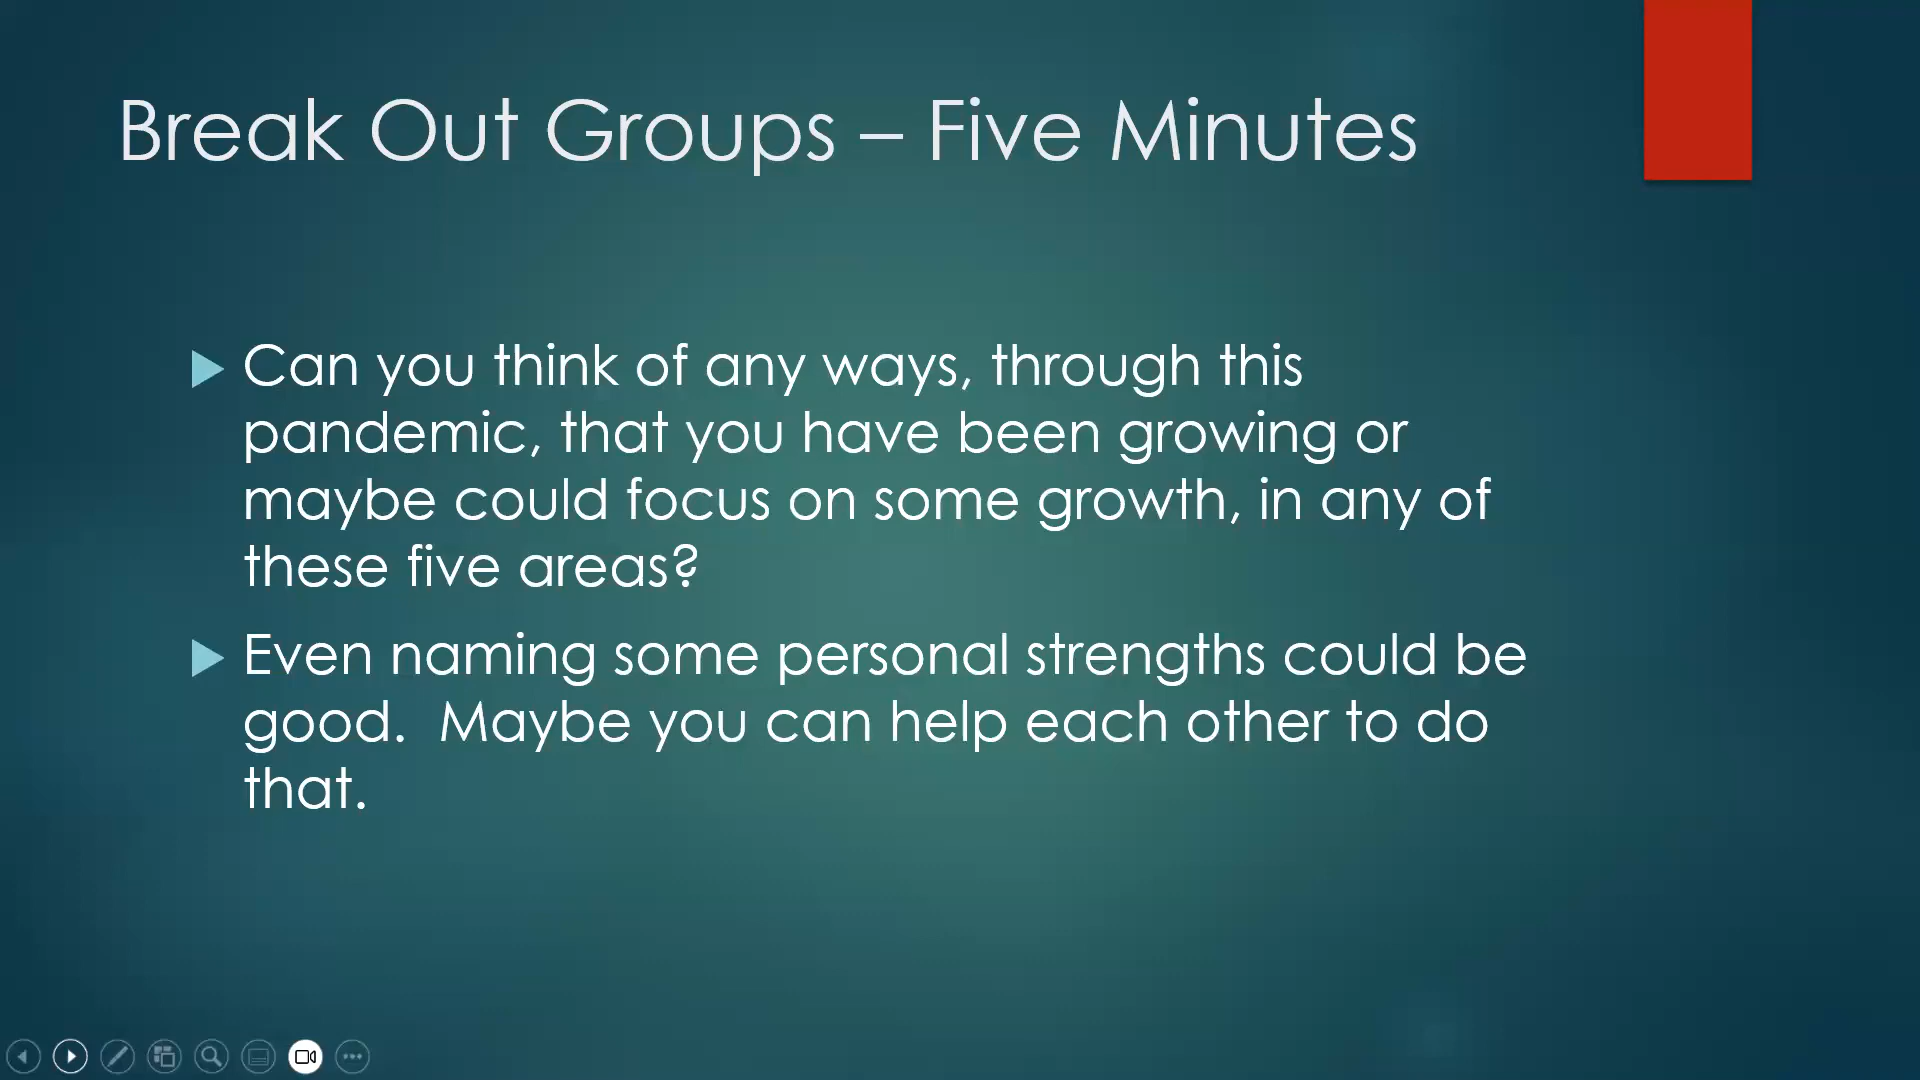 Break Out Groups – Five Minutes
Can you think of any ways, through this
pandemic, that you have been growing or
maybe could focus on some growth, in any of
these five areas?
Even naming some personal strengths could be
good.  Maybe you can help each other to do
that.